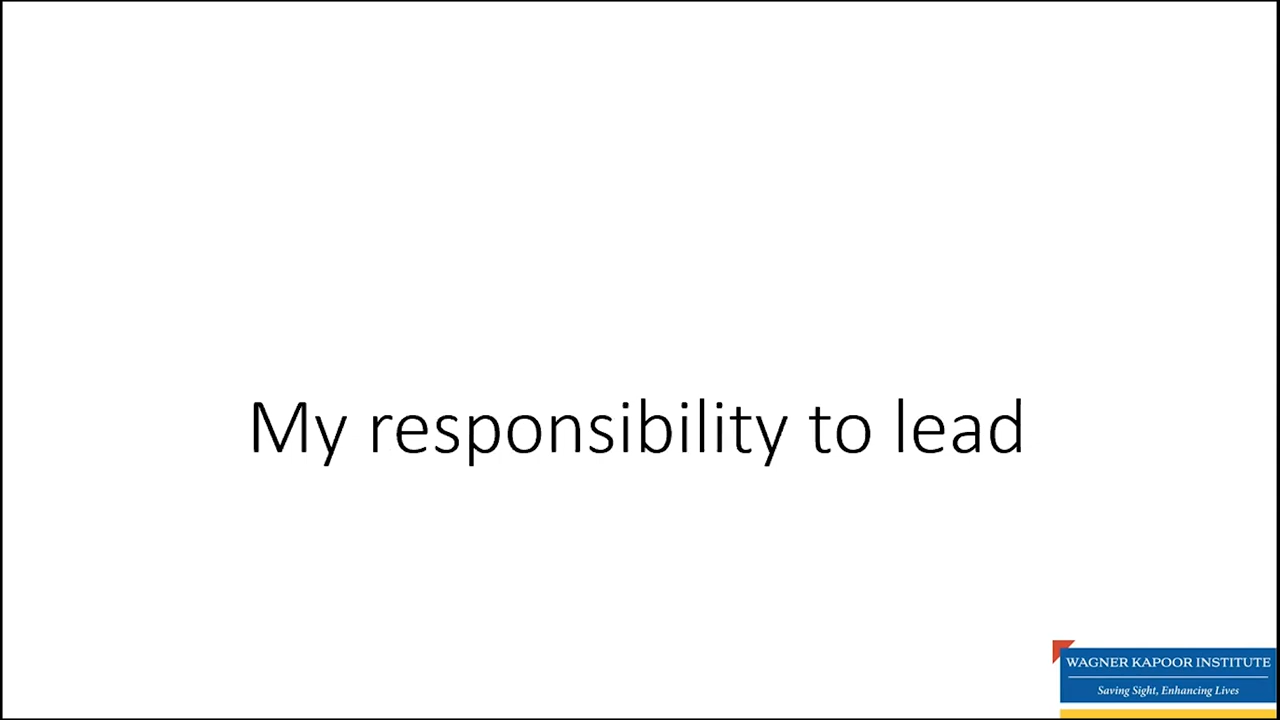 My responsibility to lead
WAGNER KAPOOR INSTITUTE
Saving Sight, Enhancing Lives